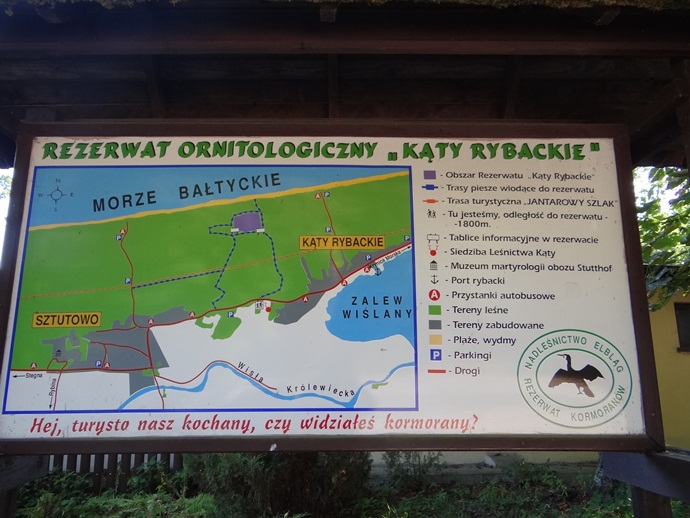 REZERWAT ORNITOLOGICZNY „KĄTY RYBACKIE"
MORZE BAŁTYCKIE
N
W E
S
KĄTY RYBACKIE
SZTUTOWO
ZALEW
WIŚLANY
Wisła
Królewiecka
Stegna
Rybina
- Obszar Rezerwatu „Kąty Rybackie"
- Trasy piesze wiodące do rezerwatu
- Trasa turystyczna „JANTAROWY SZLAK"
- Tu jesteśmy, odległość do rezerwatu -
-1800m.
- Tablice informacyjne w rezerwacie
- Siedziba Leśnictwa Kąty
- Muzeum martyrologii obozu Stutthof
- Port rybacki
A - Przystanki autobusowe
- Tereny leśne
- Tereny zabudowane
- Plaże, wydmy
P - Parkingi
- Drogi
NADLEŚNICTWO ELBLĄG
REZERWAT KORMORANÓW
Hej, turysto nasz kochany, czy widziałeś kormorany?